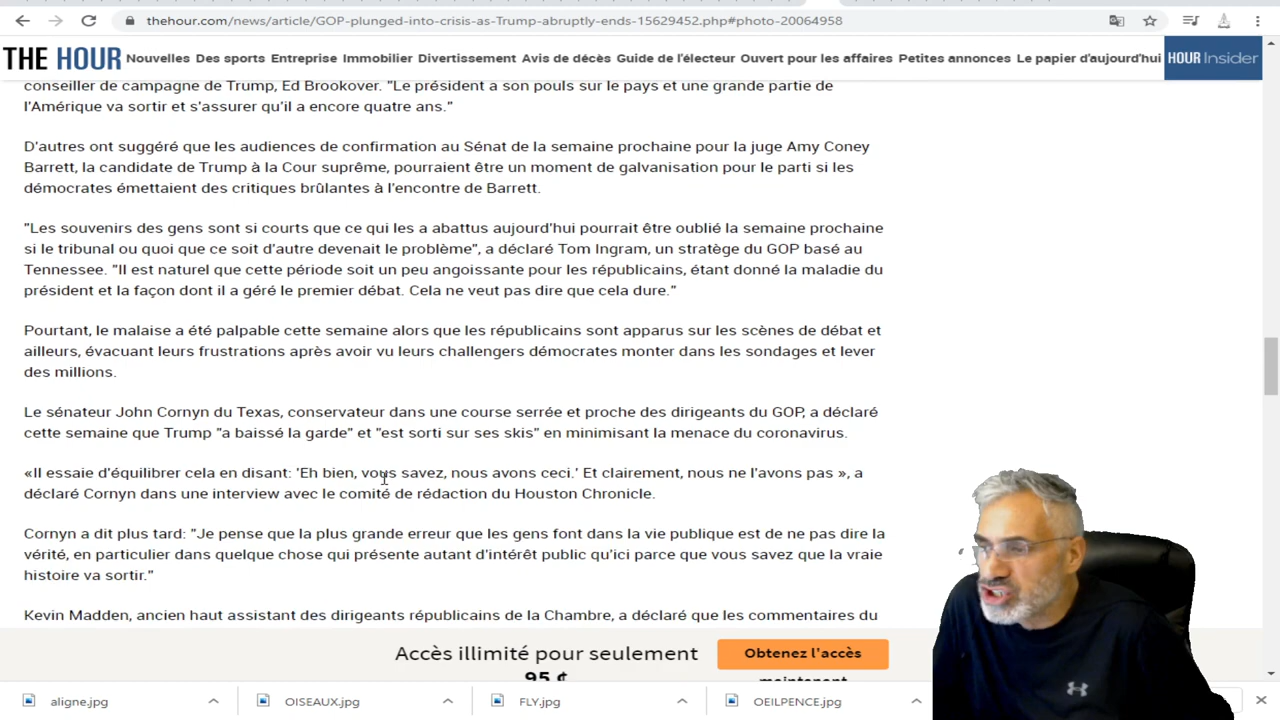 thehour.com/news/article/GOP-plunged-into-crisis-as-Trump-abruptly-ends-15629452.php#photo-20064958
THE HOUR Nouvelles Des sports Entreprise Immobilier Divertissement Avis de décès Guide de l'électeur Ouvert pour les affaires Petites annonces Le papier d'aujourd'hui HOUR Insider
conseiller de campagne de Trump, Ed Brookover. "Le président a son pouls sur le pays et une grande partie de
l'Amérique va sortir et s'assurer qu'il a encore quatre ans."
D'autres ont suggéré que les audiences de confirmation au Sénat de la semaine prochaine pour la juge Amy Coney
Barrett, la candidate de Trump à la Cour suprême, pourraient être un moment de galvanisation pour le parti si les
démocrates émettaient des critiques brûlantes à l'encontre de Barrett.
"Les souvenirs des gens sont si courts que ce qui les a abattus aujourd'hui pourrait être oublié la semaine prochaine
si le tribunal ou quoi que ce soit d'autre devenait le problème", a déclaré Tom Ingram, un stratège du GOP basé au
Tennessee. "Il est naturel que cette période soit un peu angoissante pour les républicains, étant donné la maladie du
président et la façon dont il a géré le premier débat. Cela ne veut pas dire que cela dure."
Pourtant, le malaise a été palpable cette semaine alors que les républicains sont apparus sur les scènes de débat et
ailleurs, évacuant leurs frustrations après avoir vu leurs challengers démocrates monter dans les sondages et lever
des millions.
Le sénateur John Cornyn du Texas, conservateur dans une course serrée et proche des dirigeants du GOP, a déclaré
cette semaine que Trump "a baissé la garde" et "est sorti sur ses skis" en minimisant la menace du coronavirus.
«Il essaie d'équilibrer cela en disant: 'Eh bien, vous savez, nous avons ceci.' Et clairement, nous ne l'avons pas », a
déclaré Cornyn dans une interview avec le comité de rédaction du Houston Chronicle.
Cornyn a dit plus tard: "Je pense que la plus grande erreur que les gens font dans la vie publique est de ne pas dire la
vérité, en particulier dans quelque chose qui présente autant d'intérêt public qu'ici parce que vous savez que la vraie
histoire va sortir."
Kevin Madden, ancien haut assistant des dirigeants républicains de la Chambre, a déclaré que les commentaires du
Accès illimité pour seulement
95 ¢
Obtenez l'accès
maintenant
aligne.jpg OISEAUX.jpg FLY.jpg OEILPENCE.jpg